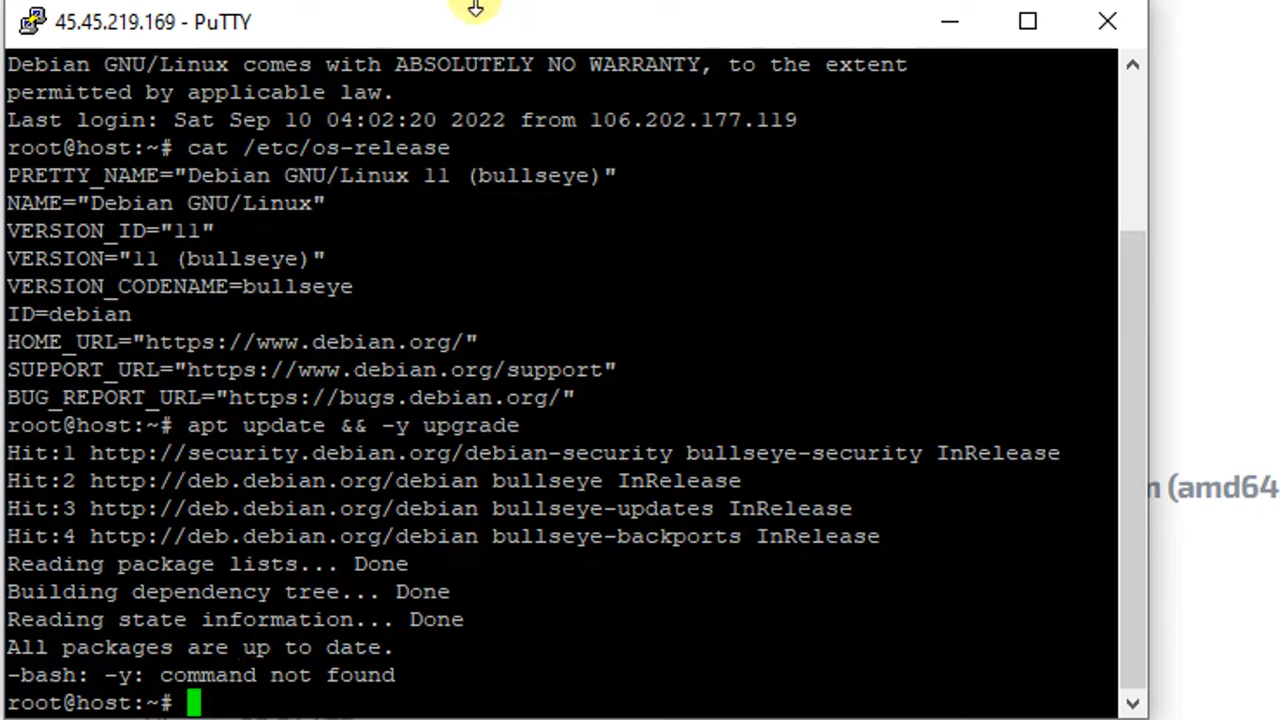 45.45.219.169 - PuTTY
Debian GNU/Linux comes with ABSOLUTELY NO WARRANTY, to the extent
permitted by applicable law.
Last login: Sat Sep 10 04:02:20 2022 from 106.202.177.119
root@host:~# cat /etc/os-release
PRETTY_NAME="Debian GNU/Linux 11 (bullseye)"
NAME="Debian GNU/Linux"
VERSION_ID="11"
VERSION="11 (bullseye)"
VERSION_CODENAME=bullseye
ID=debian
HOME_URL="https://www.debian.org/"
SUPPORT_URL="https://www.debian.org/support"
BUG_REPORT_URL="https://bugs.debian.org/"
root@host:~# apt update && -y upgrade
Hit:1 http://security.debian.org/debian-security bullseye-security InRelease
Hit:2 http://deb.debian.org/debian bullseye InRelease
Hit:3 http://deb.debian.org/debian bullseye-updates InRelease
(amd64
Hit:4 http://deb.debian.org/debian bullseye-backports InRelease
Reading package lists... Done
Building dependency tree... Done
Reading state information... Done
All packages are up to date.
-bash: -y: command not found
root@host:~#